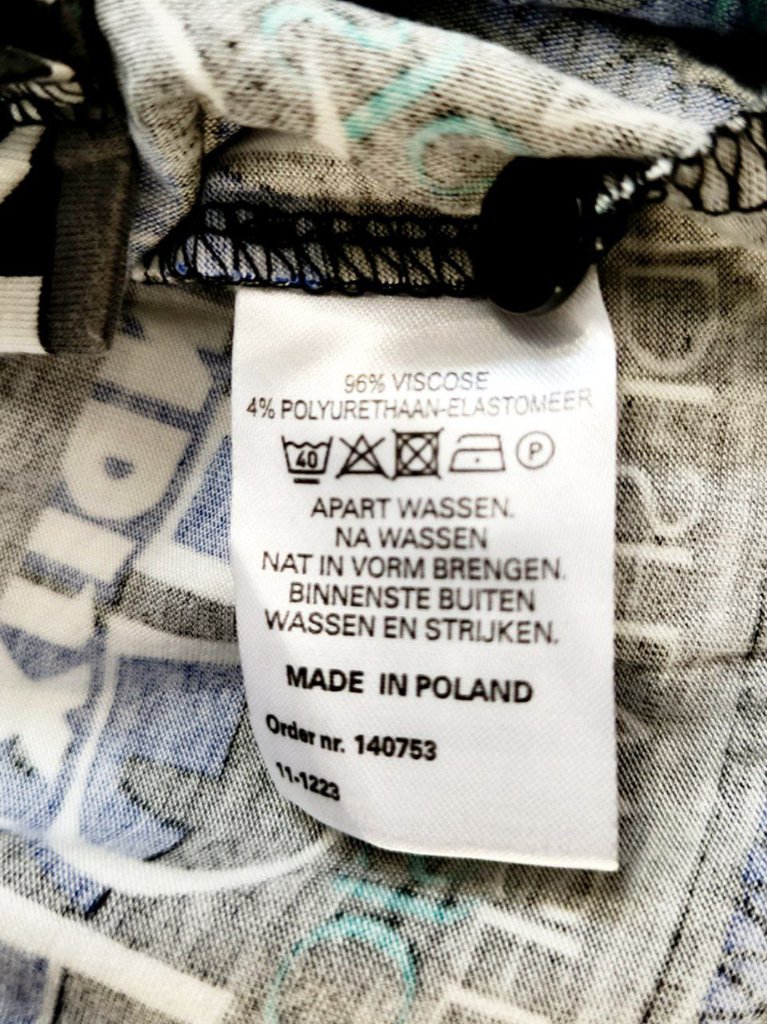 96% VISCOSE
4% POLYURETHAAN-ELASTOMEER
40 P
APART WASSEN.
NA WASSEN
NAT IN VORM BRENGEN.
BINNENSTE BUITEN
WASSEN EN STRIJKEN.
MADE IN POLAND
Order nr. 140753
11-1223